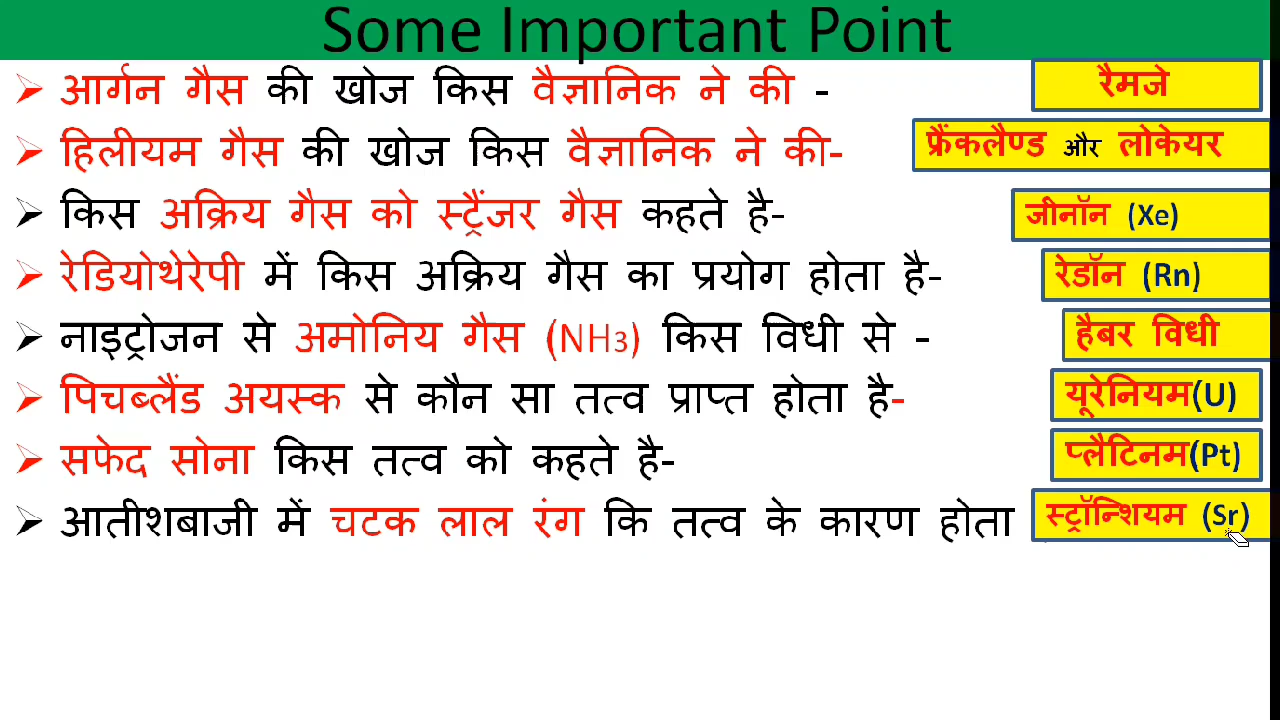 Some Important Point
➢ आर्गन गैस की खोज किस वैज्ञानिक ने की - रैमजे
➢ हिलीयम गैस की खोज किस वैज्ञानिक ने की- फ्रैंकलैण्ड और लोकेयर
➢ किस अक्रिय गैस को स्ट्रैंजर गैस कहते है- जीनॉन (Xe)
➢ रेडियोथेरेपी में किस अक्रिय गैस का प्रयोग होता है- रेडॉन (Rn)
➢ नाइट्रोजन से अमोनिय गैस (NH3) किस विधी से - हैबर विधी
➢ पिचब्लैंड अयस्क से कौन सा तत्व प्राप्त होता है- यूरेनियम(U)
➢ सफेद सोना किस तत्व को कहते है- प्लैटिनम(Pt)
➢ आतीशबाजी में चटक लाल रंग कि तत्व के कारण होता स्ट्रॉन्शियम (Sr)